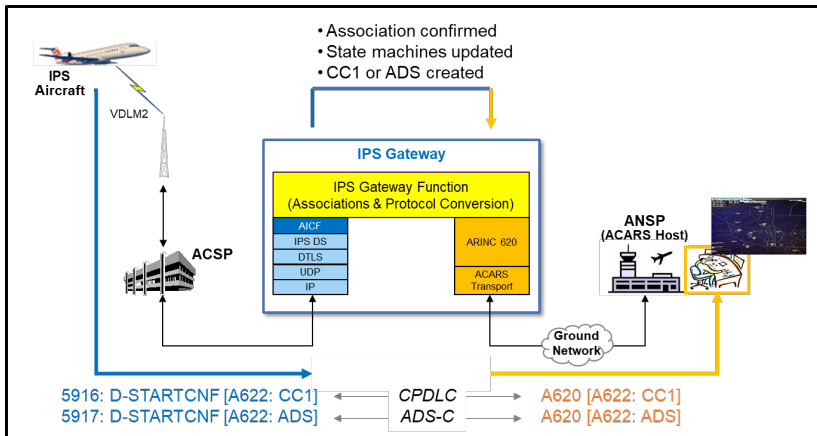 • Association confirmed
• State machines updated
• CC1 or ADS created
IPS
Aircraft
VDLM2
IPS Gateway
IPS Gateway Function
(Associations & Protocol Conversion)
AICF
IPS DS
DTLS
UDP
IP
ARINC 620
ACARS
Transport
ACSP
ANSP
(ACARS Host)
Ground
Network
5916: D-STARTCNF [A622: CC1]
CPDLC
A620 [A622: CC1]
5917: D-STARTCNF [A622: ADS]
ADS-C
A620 [A622: ADS]